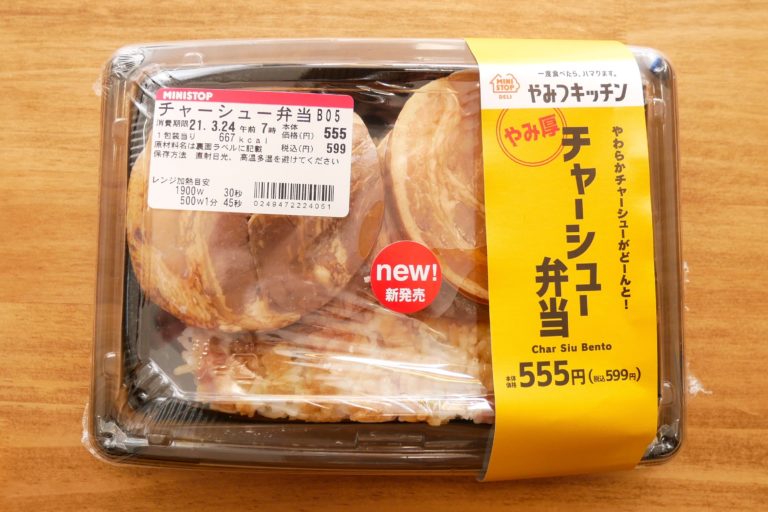 MINISTOP
チャーシュー弁当 B05
消費期限21. 3.24 午前 7時 本体価格(円) 555
1包装当り 667kcal 税込(円) 599
原材料名は裏面ラベルに記載
保存方法 直射日光、高温多湿を避けてください
レンジ加熱目安
1900W 30秒
500W1分 45秒
0249472224051
new!
新発売
一度食べたら、ハマります。
MINI STOP DELI
やみつキッチン
やみ厚
チャーシュー弁当
やわらかチャーシューがどーんと!
Char Siu Bento
本体価格 555円(税込599円)